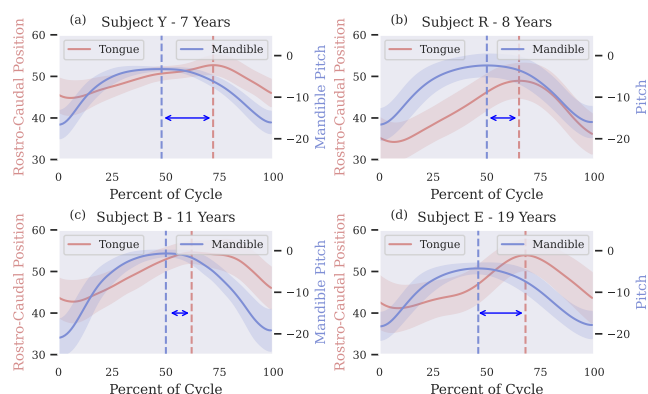 (a) Subject Y - 7 Years
Rostro-Caudal Position
60
50
40
30
Tongue
Mandible
0
−10
−20
Mandible Pitch
0 25 50 75 100
Percent of Cycle
(b) Subject R - 8 Years
Rostro-Caudal Position
60
50
40
30
Tongue
Mandible
0
−10
−20
Pitch
0 25 50 75 100
Percent of Cycle
(c) Subject B - 11 Years
Rostro-Caudal Position
60
50
40
30
Tongue
Mandible
0
−10
−20
Mandible Pitch
0 25 50 75 100
Percent of Cycle
(d) Subject E - 19 Years
Rostro-Caudal Position
60
50
40
30
Tongue
Mandible
0
−10
−20
Pitch
0 25 50 75 100
Percent of Cycle